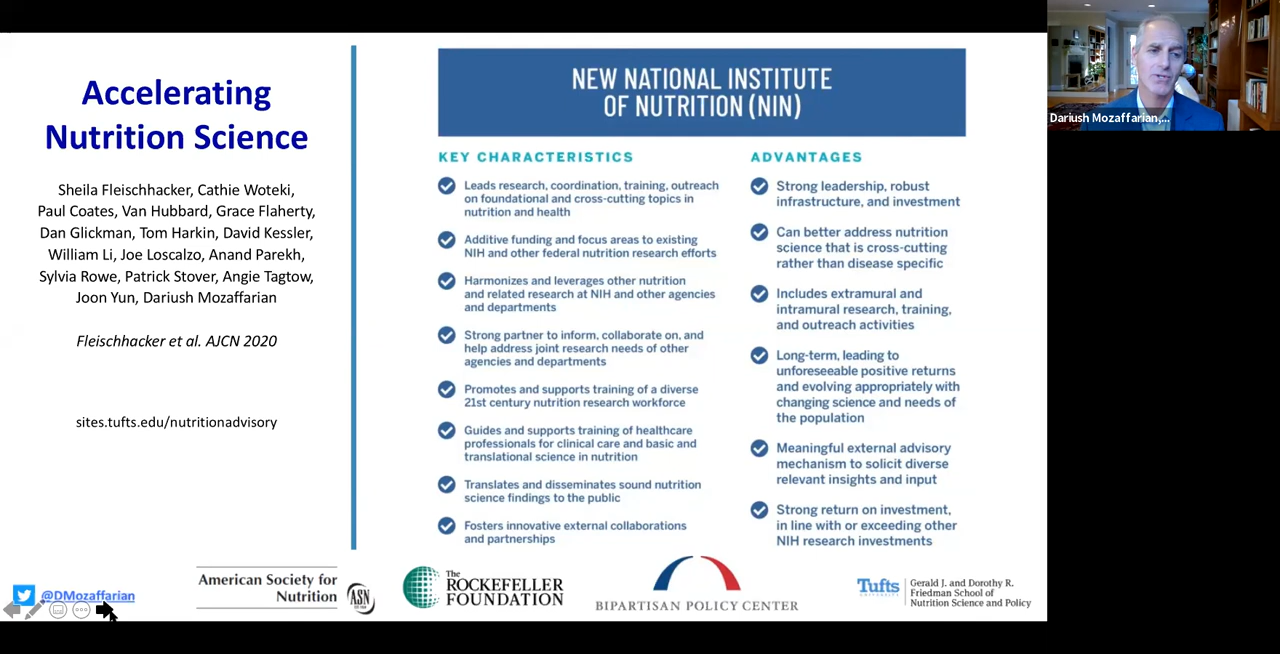 Accelerating
Nutrition Science
Sheila Fleischhacker, Cathie Woteki,
Paul Coates, Van Hubbard, Grace Flaherty,
Dan Glickman, Tom Harkin, David Kessler,
William Li, Joe Loscalzo, Anand Parekh,
Sylvia Rowe, Patrick Stover, Angie Tagtow,
Joon Yun, Dariush Mozaffarian
Fleischhacker et al. AJCN 2020
sites.tufts.edu/nutritionadvisory
NEW NATIONAL INSTITUTE
OF NUTRITION (NIN)
KEY CHARACTERISTICS
Leads research, coordination, training, outreach
on foundational and cross-cutting topics in
nutrition and health
Additive funding and focus areas to existing
NIH and other federal nutrition research efforts
Harmonizes and leverages other nutrition
and related research at NIH and other agencies
and departments
Strong partner to inform, collaborate on, and
help address joint research needs of other
agencies and departments
Promotes and supports training of a diverse
21st century nutrition research workforce
Guides and supports training of healthcare
professionals for clinical care and basic and
translational science in nutrition
Translates and disseminates sound nutrition
science findings to the public
Fosters innovative external collaborations
and partnerships
ADVANTAGES
Strong leadership, robust
infrastructure, and investment
Can better address nutrition
science that is cross-cutting
rather than disease specific
Includes extramural and
intramural research, training,
and outreach activities
Long-term, leading to
unforeseeable positive returns
and evolving appropriately with
changing science and needs of
the population
Meaningful external advisory
mechanism to solicit diverse
relevant insights and input
Strong return on investment,
in line with or exceeding other
NIH research investments
Dariush Mozaffarian,...
@DMozaffarian
American Society for
Nutrition
ASN
The
ROCKEFELLER
FOUNDATION
BIPARTISAN POLICY CENTER
Tufts
UNIVERSITY
Gerald J. and Dorothy R.
Friedman School of
Nutrition Science and Policy